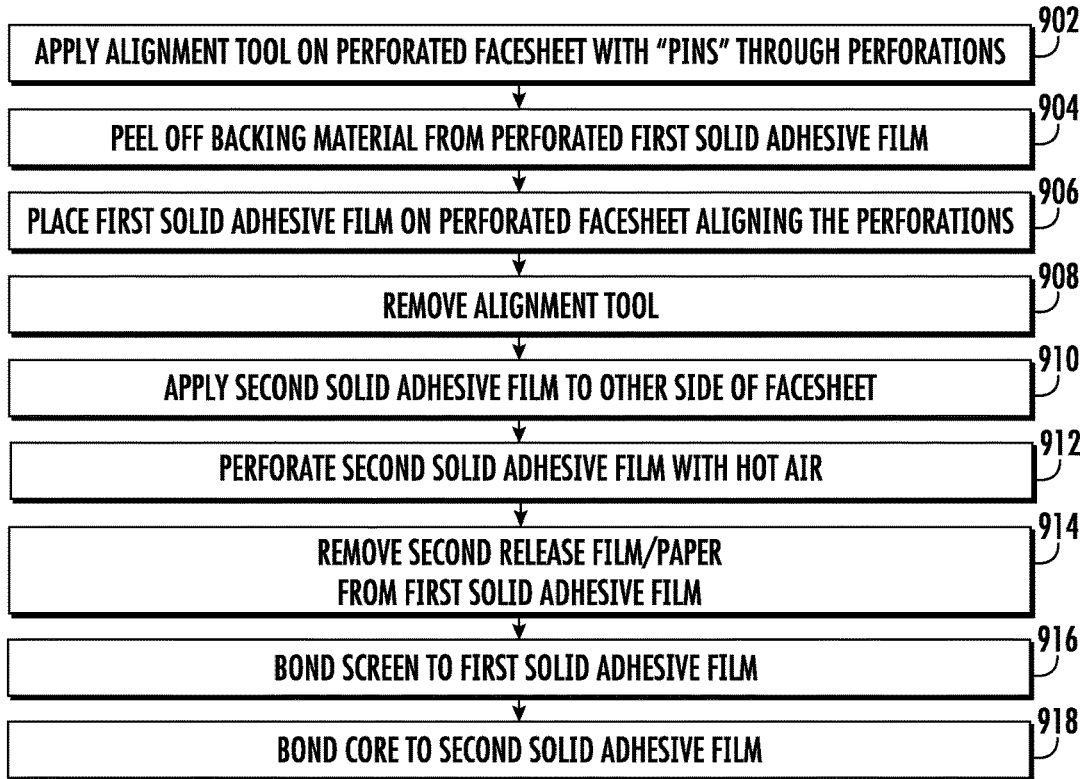 902
APPLY ALIGNMENT TOOL ON PERFORATED FACESHEET WITH “PINS” THROUGH PERFORATIONS
904
PEEL OFF BACKING MATERIAL FROM PERFORATED FIRST SOLID ADHESIVE FILM
906
PLACE FIRST SOLID ADHESIVE FILM ON PERFORATED FACESHEET ALIGNING THE PERFORATIONS
908
REMOVE ALIGNMENT TOOL
910
APPLY SECOND SOLID ADHESIVE FILM TO OTHER SIDE OF FACESHEET
912
PERFORATE SECOND SOLID ADHESIVE FILM WITH HOT AIR
914
REMOVE SECOND RELEASE FILM/PAPER
FROM FIRST SOLID ADHESIVE FILM
916
BOND SCREEN TO FIRST SOLID ADHESIVE FILM
918
BOND CORE TO SECOND SOLID ADHESIVE FILM